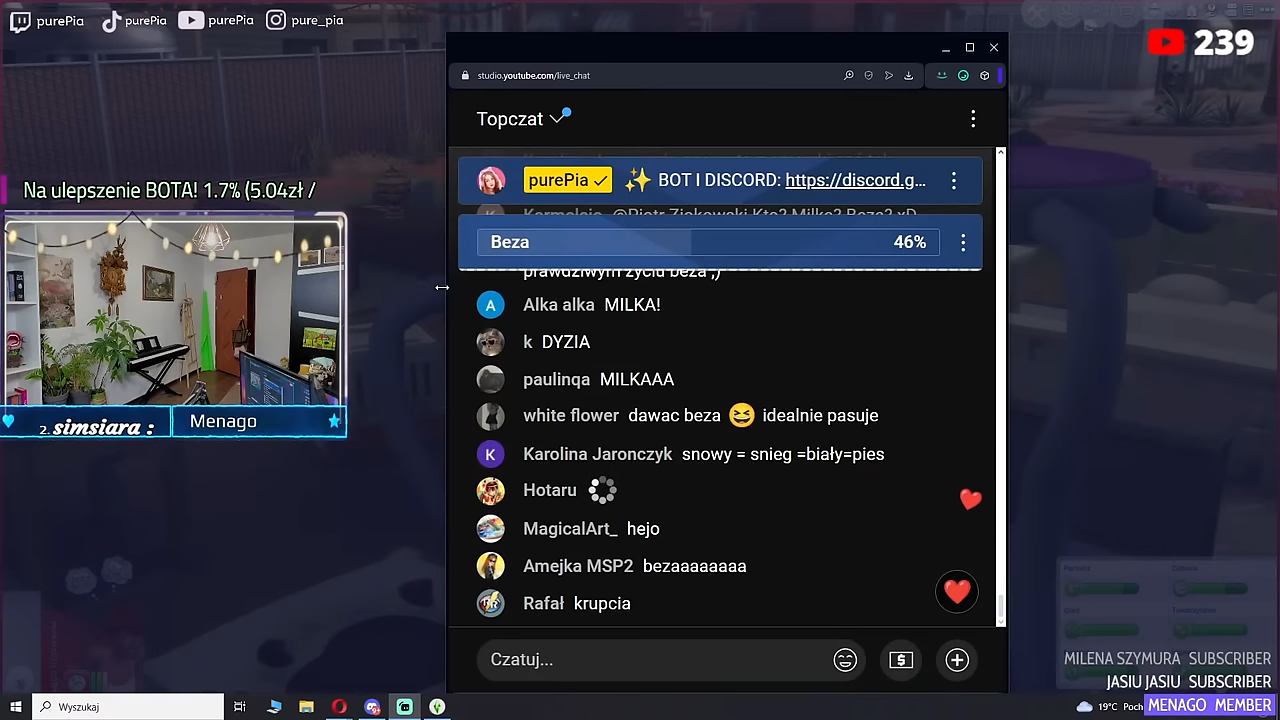 purePia purePia purePia pure_pia
239
studio.youtube.com/live_chat
Topczat
purePia ✓ ✨ BOT I DISCORD: https://discord.g...
Na ulepszenie BOTA! 1.7% (5.04zł /
Beza 46%
prawdziwym życiu beza ;)
A Alka alka MILKA!
k DYZIA
paulinqa MILKAAA
white flower dawac beza 😆 idealnie pasuje
2. simsiara : Menago
K Karolina Jaronczyk snowy = snieg =biały=pies
Hotaru
MagicalArt_ hejo
Amejka MSP2 bezaaaaaaaa
Rafał krupcia
Czatuj...
MILENA SZYMURA SUBSCRIBER
JASIU JASIU SUBSCRIBER
MENAGO MEMBER
Wyszukaj
19°C Poch